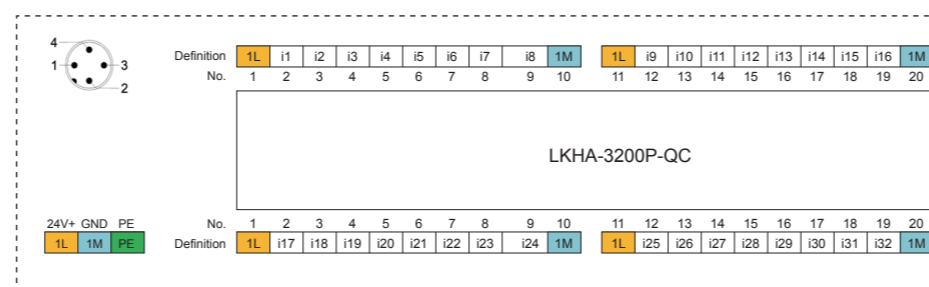 4
1
3
2
Definition 1L i1 i2 i3 i4 i5 i6 i7 i8 1M 1L i9 i10 i11 i12 i13 i14 i15 i16 1M
No. 1 2 3 4 5 6 7 8 9 10 11 12 13 14 15 16 17 18 19 20
LKHA-3200P-QC
24V+ GND PE
1L 1M PE
No. 1 2 3 4 5 6 7 8 9 10 11 12 13 14 15 16 17 18 19 20
Definition 1L i17 i18 i19 i20 i21 i22 i23 i24 1M 1L i25 i26 i27 i28 i29 i30 i31 i32 1M